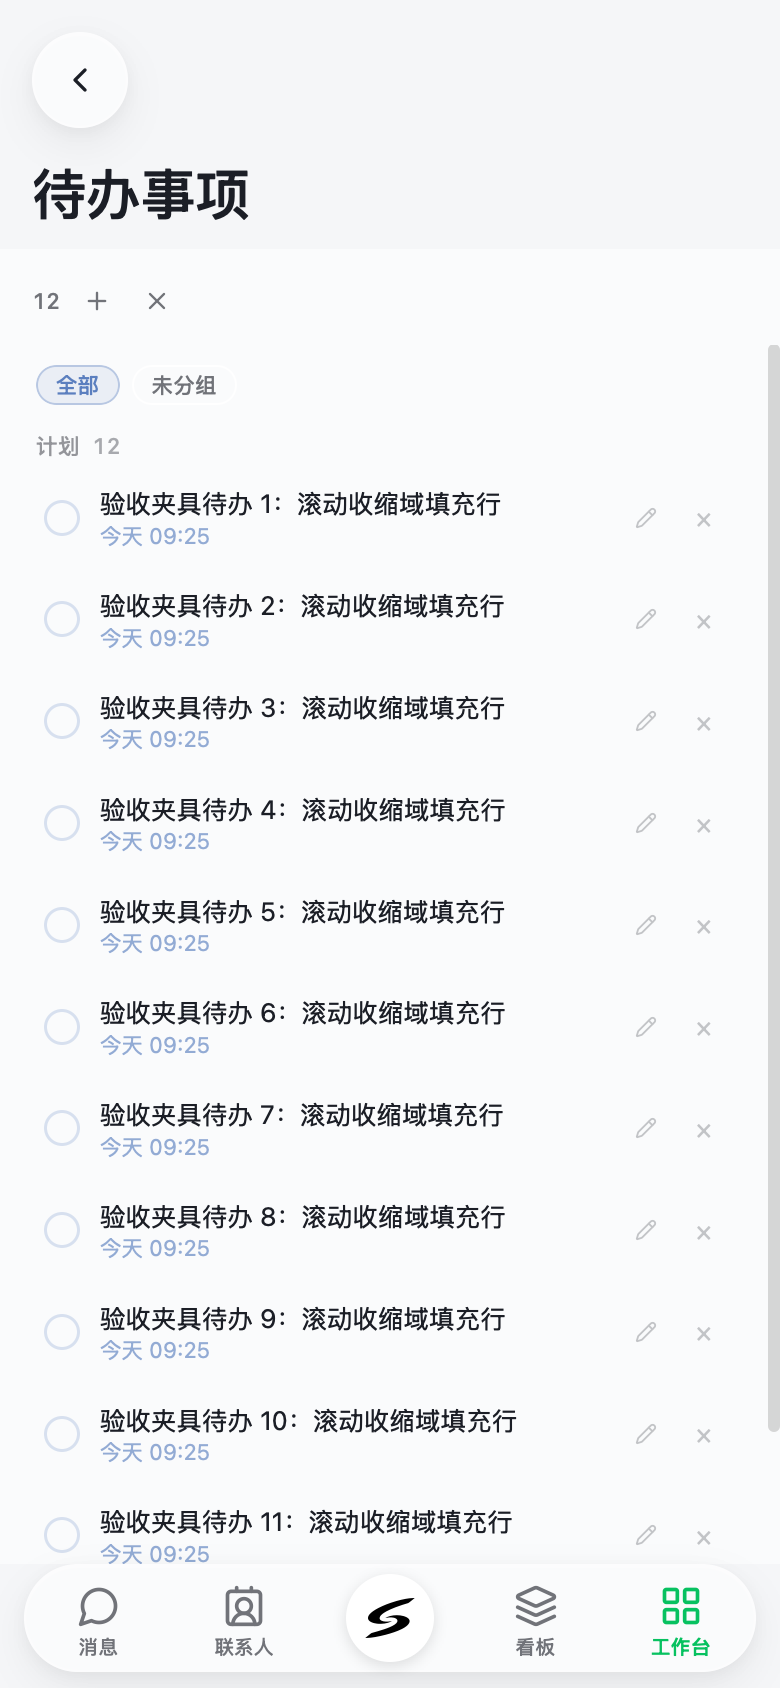 待办事项
12
全部 未分组
计划 12
验收夹具待办 1：滚动收缩域填充行
今天 09:25
验收夹具待办 2：滚动收缩域填充行
今天 09:25
验收夹具待办 3：滚动收缩域填充行
今天 09:25
验收夹具待办 4：滚动收缩域填充行
今天 09:25
验收夹具待办 5：滚动收缩域填充行
今天 09:25
验收夹具待办 6：滚动收缩域填充行
今天 09:25
验收夹具待办 7：滚动收缩域填充行
今天 09:25
验收夹具待办 8：滚动收缩域填充行
今天 09:25
验收夹具待办 9：滚动收缩域填充行
今天 09:25
验收夹具待办 10：滚动收缩域填充行
今天 09:25
验收夹具待办 11：滚动收缩域填充行
今天 09:25
消息 联系人 看板 工作台